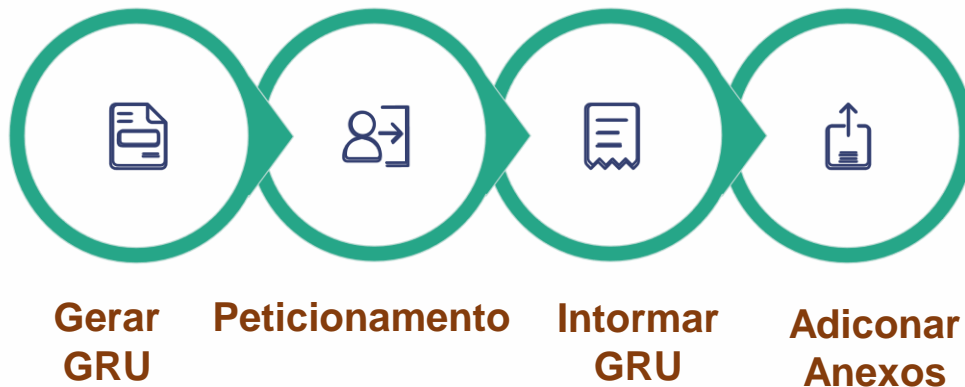 Gerar
GRU
Peticionamento
Intormar
GRU
Adiconar
Anexos